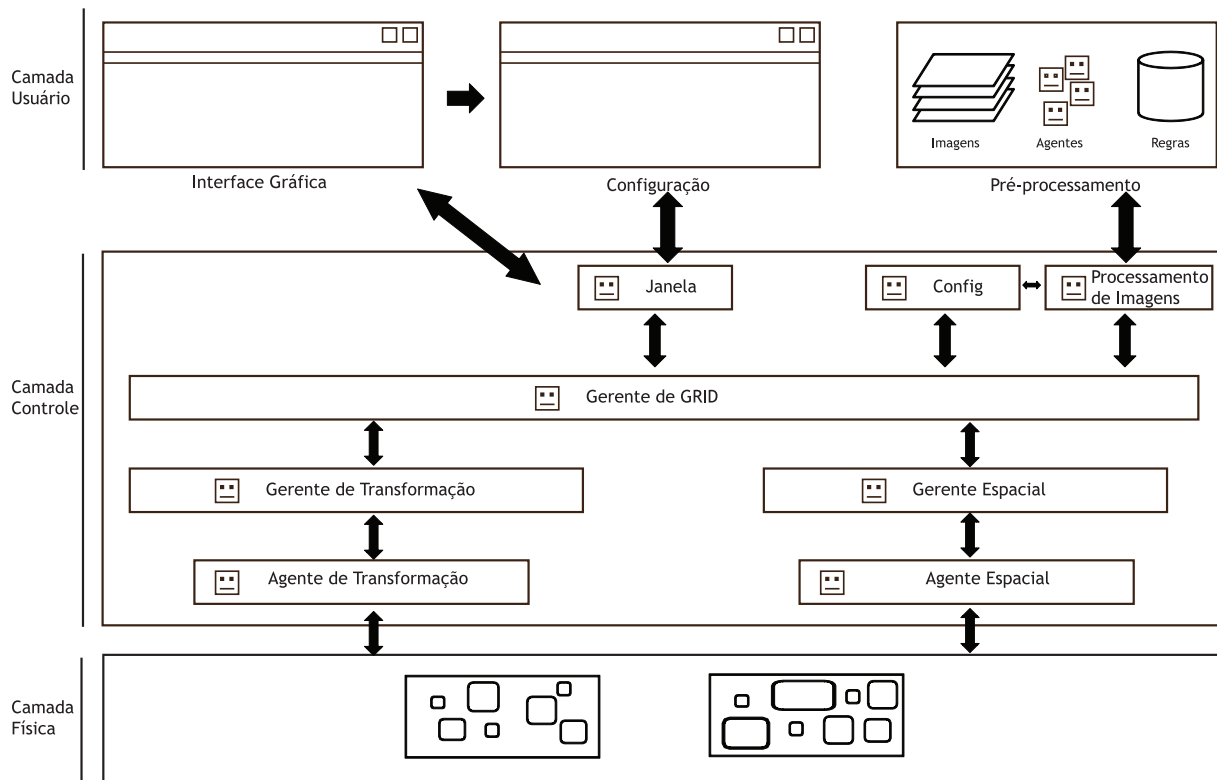 Camada
Usuário
Imagens
Agentes
Regras
Interface Gráfica
Configuração
Pré-processamento
Camada
Controle
Janela
Config
Processamento
de Imagens
Gerente de GRID
Gerente de Transformação
Gerente Espacial
Agente de Transformação
Agente Espacial
Camada
Física